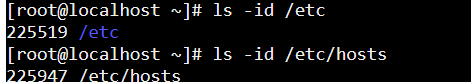 [root@localhost ~]# ls -id /etc
225519 /etc
[root@localhost ~]# ls -id /etc/hosts
225947 /etc/hosts